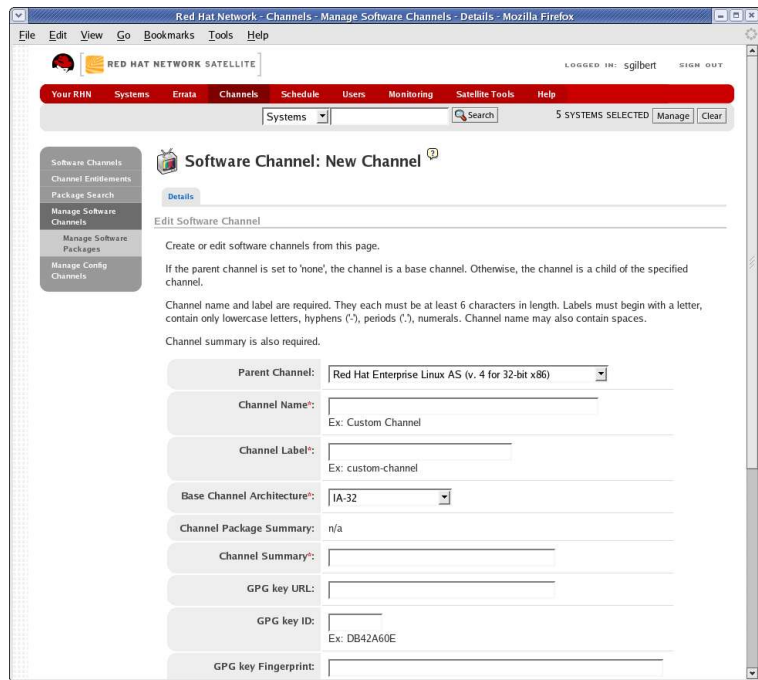 Red Hat Network - Channels - Manage Software Channels - Details - Mozilla Firefox
File Edit View Go Bookmarks Tools Help
RED HAT NETWORK SATELLITE
LOGGED IN: sgilbert SIGN OUT
Your RHN Systems Errata Channels Schedule Users Monitoring Satellite Tools Help
Systems Search 5 SYSTEMS SELECTED Manage Clear
Software Channels
Channel Entitlements
Package Search
Manage Software
Channels
Manage Software
Packages
Manage Config
Channels
Software Channel: New Channel ?
Details
Edit Software Channel
Create or edit software channels from this page.
If the parent channel is set to 'none', the channel is a base channel. Otherwise, the channel is a child of the specified
channel.
Channel name and label are required. They each must be at least 6 characters in length. Labels must begin with a letter,
contain only lowercase letters, hyphens ('-'), periods ('.'), numerals. Channel name may also contain spaces.
Channel summary is also required.
Parent Channel: Red Hat Enterprise Linux AS (v. 4 for 32-bit x86)
Channel Name*:
Ex: Custom Channel
Channel Label*:
Ex: custom-channel
Base Channel Architecture*: IA-32
Channel Package Summary: n/a
Channel Summary*:
GPG key URL:
GPG key ID:
Ex: DB42A60E
GPG key Fingerprint: